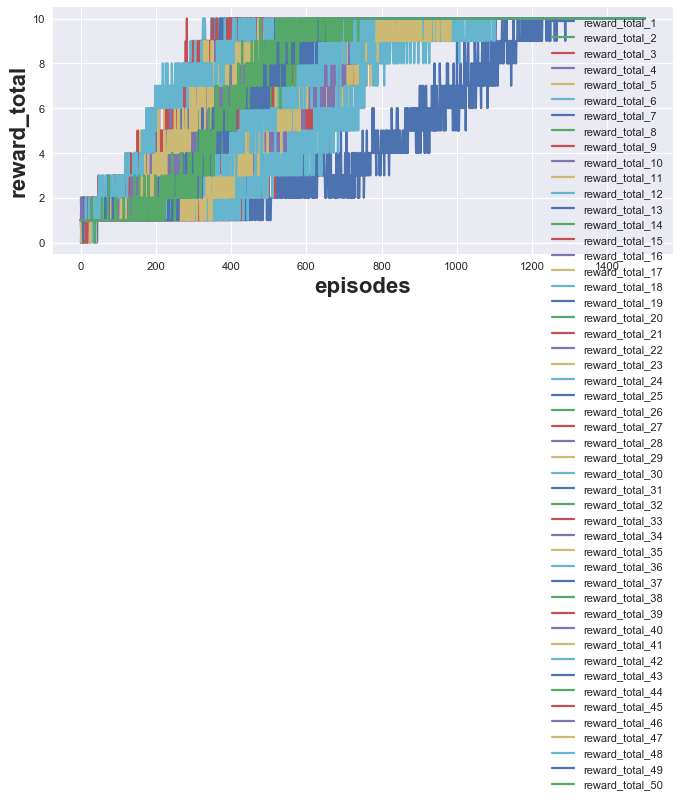 reward_total
10
8
6
4
2
0
0
200
400
600
800
1000
1200
1400
episodes
reward_total_1
reward_total_2
reward_total_3
reward_total_4
reward_total_5
reward_total_6
reward_total_7
reward_total_8
reward_total_9
reward_total_10
reward_total_11
reward_total_12
reward_total_13
reward_total_14
reward_total_15
reward_total_16
reward_total_17
reward_total_18
reward_total_19
reward_total_20
reward_total_21
reward_total_22
reward_total_23
reward_total_24
reward_total_25
reward_total_26
reward_total_27
reward_total_28
reward_total_29
reward_total_30
reward_total_31
reward_total_32
reward_total_33
reward_total_34
reward_total_35
reward_total_36
reward_total_37
reward_total_38
reward_total_39
reward_total_40
reward_total_41
reward_total_42
reward_total_43
reward_total_44
reward_total_45
reward_total_46
reward_total_47
reward_total_48
reward_total_49
reward_total_50